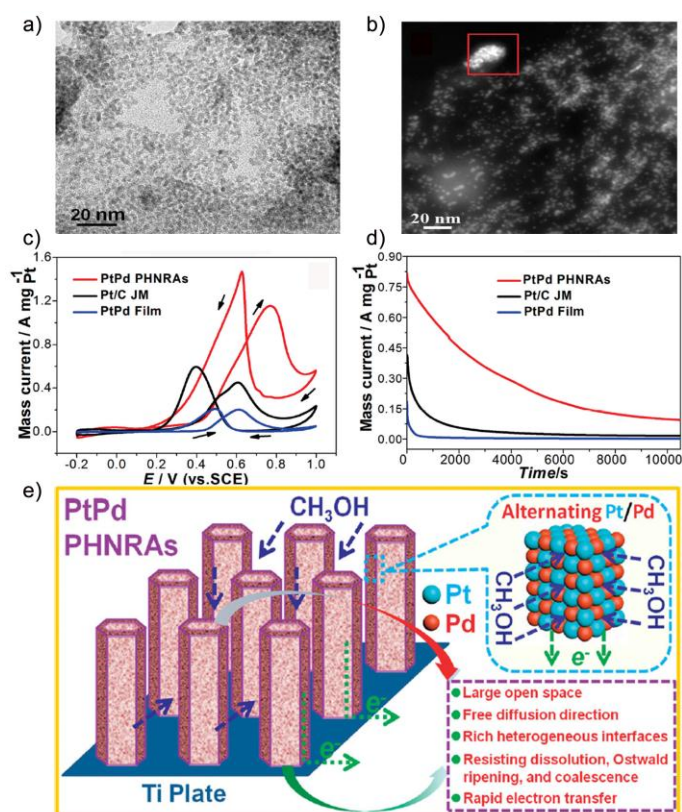 a)
20 nm
b)
20 nm
c)
Mass current / A mg⁻¹ Pt
1.6
1.2
0.8
0.4
0.0
PtPd PHNRAs
Pt/C JM
PtPd Film
-0.2 0.0 0.2 0.4 0.6 0.8 1.0
E / V (vs.SCE)
d)
Mass current / A mg⁻¹ Pt
0.90
0.75
0.60
0.45
0.30
0.15
0.00
PtPd PHNRAs
Pt/C JM
PtPd Film
0 2000 4000 6000 8000 10000
Time/s
e)
PtPd
PHNRAs
CH₃OH
Alternating Pt/Pd
Pt
Pd
CH₃OH
CH₃OH
e⁻
e⁻
e⁻
Ti Plate
Large open space
Free diffusion direction
Rich heterogeneous interfaces
Resisting dissolution, Ostwald
ripening, and coalescence
Rapid electron transfer